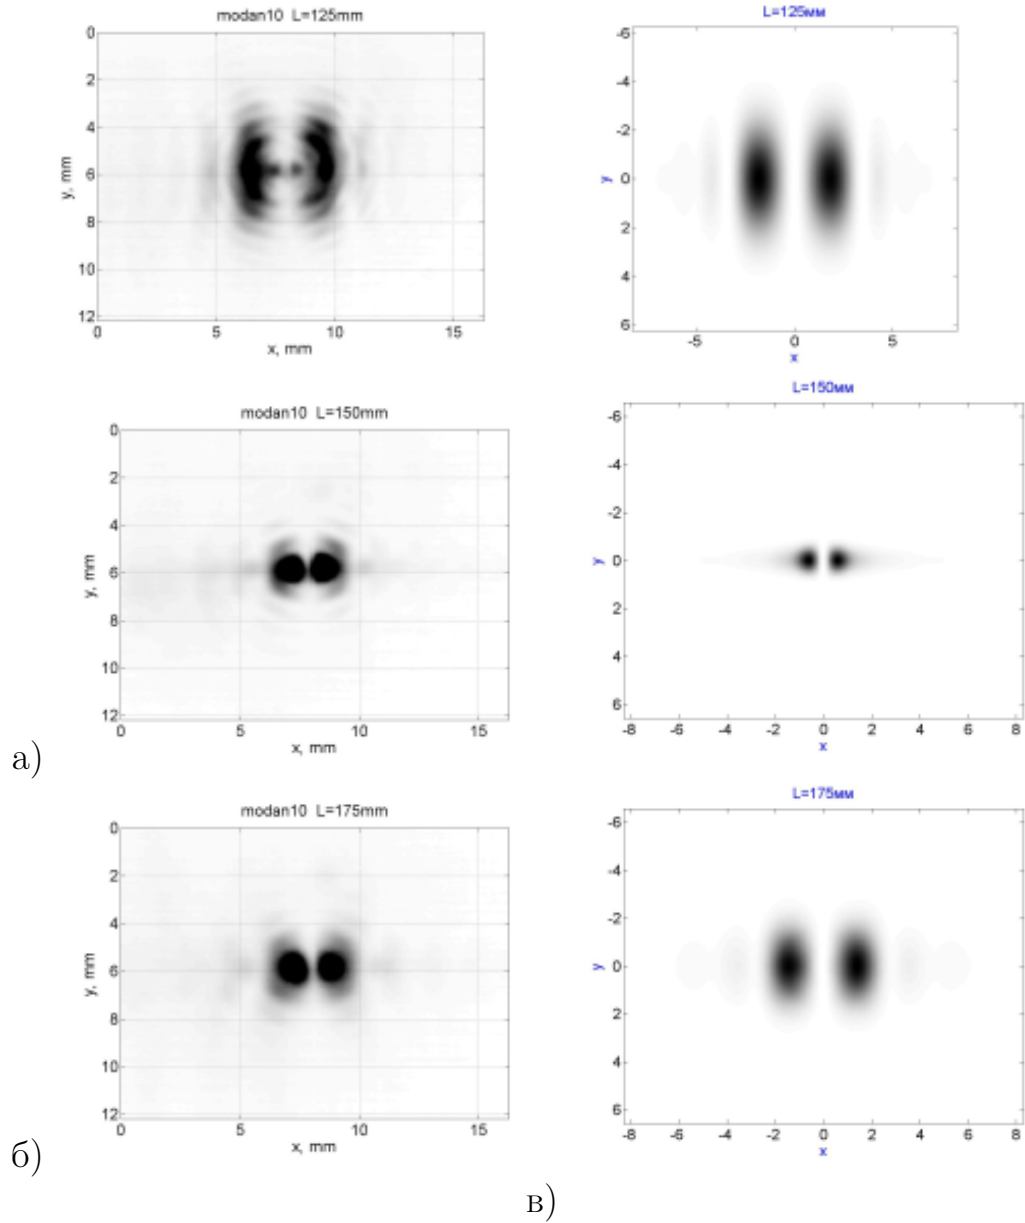 modan10 L=125mm
0
2
4
6
8
10
12
y, mm
0 5 10 15
x, mm
L=125мм
-6
-4
-2
0
2
4
6
y
-5 0 5
x
modan10 L=150mm
0
2
4
6
8
10
12
y, mm
0 5 10 15
x, mm
а)
L=150мм
-6
-4
-2
0
2
4
6
y
-8 -6 -4 -2 0 2 4 6 8
x
modan10 L=175mm
0
2
4
6
8
10
12
y, mm
0 5 10 15
x, mm
б)
L=175мм
-6
-4
-2
0
2
4
6
y
-8 -6 -4 -2 0 2 4 6 8
x
в)